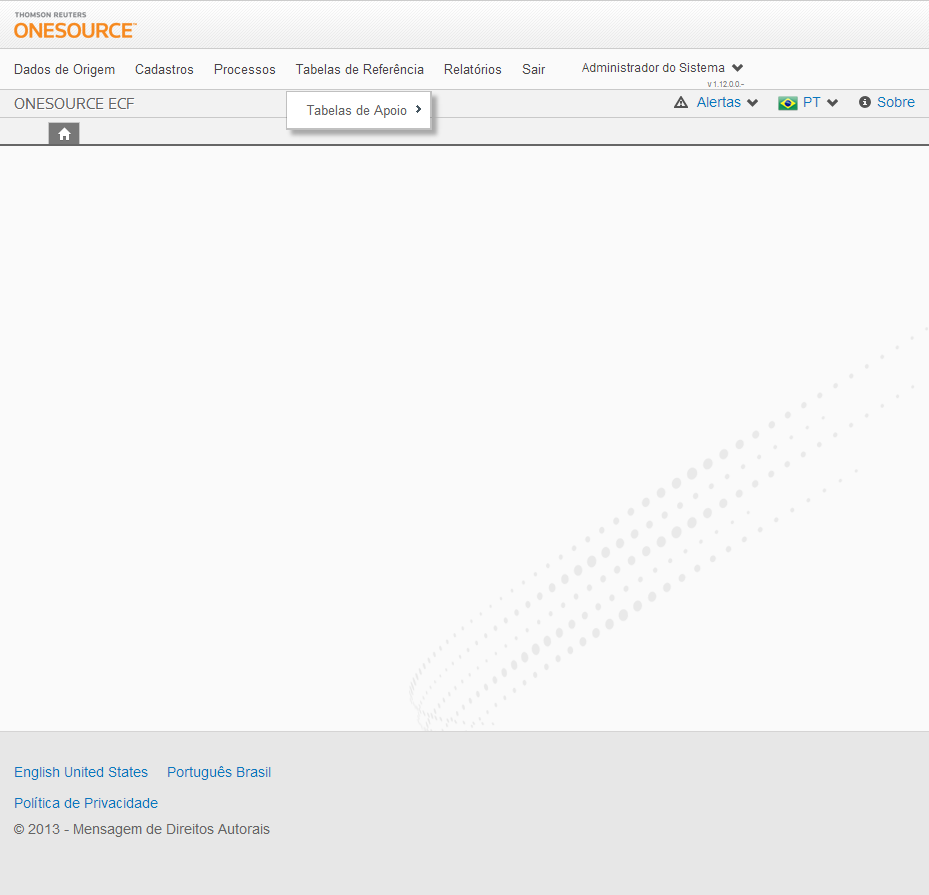 THOMSON REUTERS
ONESOURCE™
Dados de Origem Cadastros Processos Tabelas de Referência Relatórios Sair Administrador do Sistema
v 1.12.0.0.-
ONESOURCE ECF Tabelas de Apoio Alertas PT Sobre
English United States Português Brasil
Política de Privacidade
© 2013 - Mensagem de Direitos Autorais